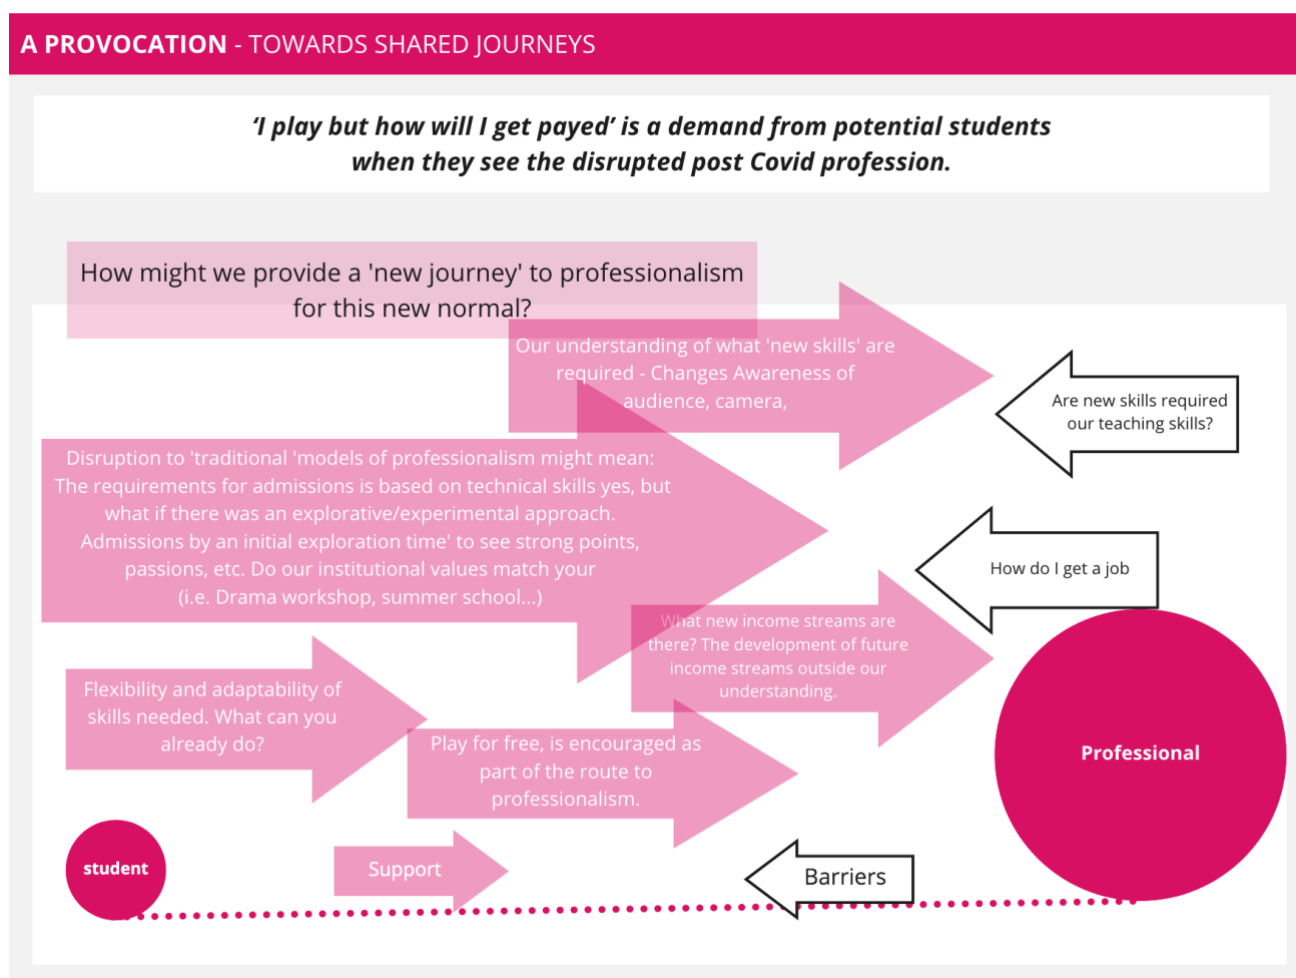 A PROVOCATION - TOWARDS SHARED JOURNEYS
‘I play but how will I get payed’ is a demand from potential students
when they see the disrupted post Covid profession.
How might we provide a 'new journey' to professionalism
for this new normal?
Our understanding of what 'new skills' are
required - Changes Awareness of
audience, camera,
Are new skills required
our teaching skills?
Disruption to 'traditional 'models of professionalism might mean:
The requirements for admissions is based on technical skills yes, but
what if there was an explorative/experimental approach.
Admissions by an initial exploration time' to see strong points,
passions, etc. Do our institutional values match your
(i.e. Drama workshop, summer school...)
How do I get a job
What new income streams are
there? The development of future
income streams outside our
understanding.
Flexibility and adaptability of
skills needed. What can you
already do?
Play for free, is encouraged as
part of the route to
professionalism.
Professional
student
Support
Barriers